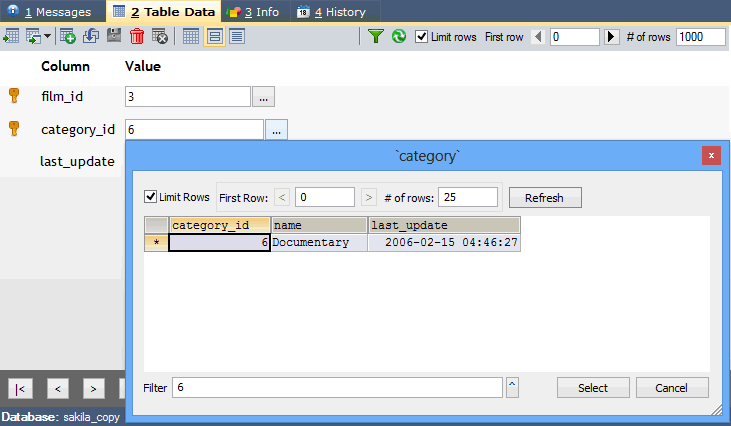 1 Messages 2 Table Data 3 Info 4 History
Limit rows First row 0 # of rows 1000
Column Value
film_id 3 ...
category_id 6 ...
last_update
`category` x
Limit Rows First Row: < 0 > # of rows: 25 Refresh
category_id name last_update
* 6 Documentary 2006-02-15 04:46:27
Filter 6 ^ Select Cancel
|< < >
Database: sakila_copy